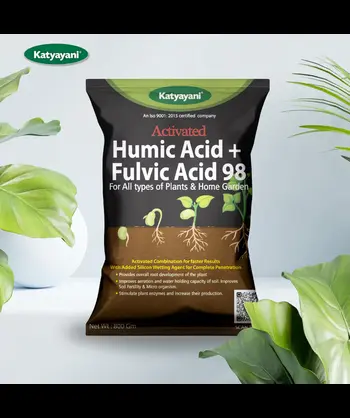 Katyayani®
Katyayani®
An Iso 9001: 2015 certified company
Activated
Humic Acid +
Fulvic Acid 98
For All types of Plants & Home Garden
Activated Combination for faster Results
With Added Silicon Wetting Agent for Complete Penetration
• Provides overall root development of the plant
• Improves aeration and water holding capacity of soil. Improves
Soil Fertility & Micro organism.
• Stimulate plant enzymes and increase their production.
Net Wt.: 800 Gm